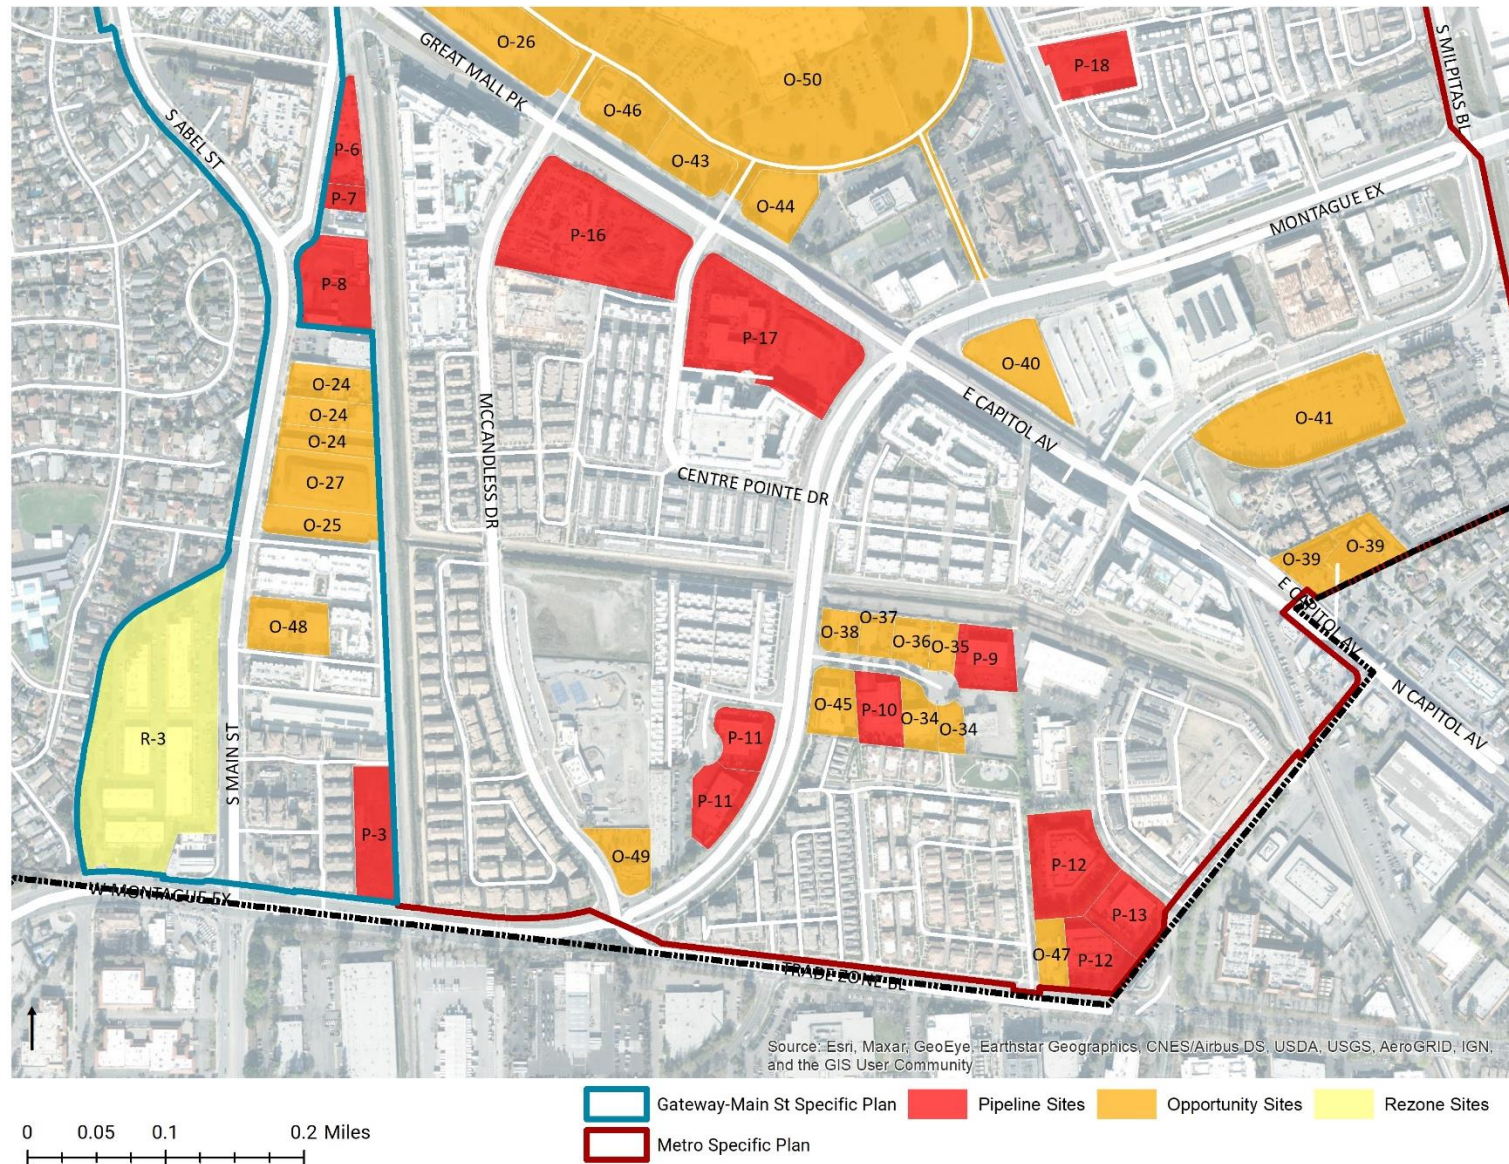 O-26
GREAT MALL PK
O-50
P-18
S MILPITAS BL
S ABEL ST
P-6
O-46
O-43
P-7
O-44
MONTAGUE EX
P-16
P-8
P-17
O-40
O-24
O-24
O-24
MCCANDLESS DR
E CAPITOL AV
O-41
O-27
CENTRE POINTE DR
O-25
O-39
O-39
E CAPITOL AV
O-48
O-38
O-37
O-36
O-35
P-9
N CAPITOL AV
O-45
P-10
O-34
O-34
R-3
S MAIN ST
P-11
P-11
P-3
O-49
P-12
P-13
W MONTAGUE EX
O-47
P-12
TRADE ZONE BL
Source: Esri, Maxar, GeoEye, Earthstar Geographics, CNES/Airbus DS, USDA, USGS, AeroGRID, IGN,
and the GIS User Community
Gateway-Main St Specific Plan
Pipeline Sites
Opportunity Sites
Rezone Sites
Metro Specific Plan
0 0.05 0.1 0.2 Miles